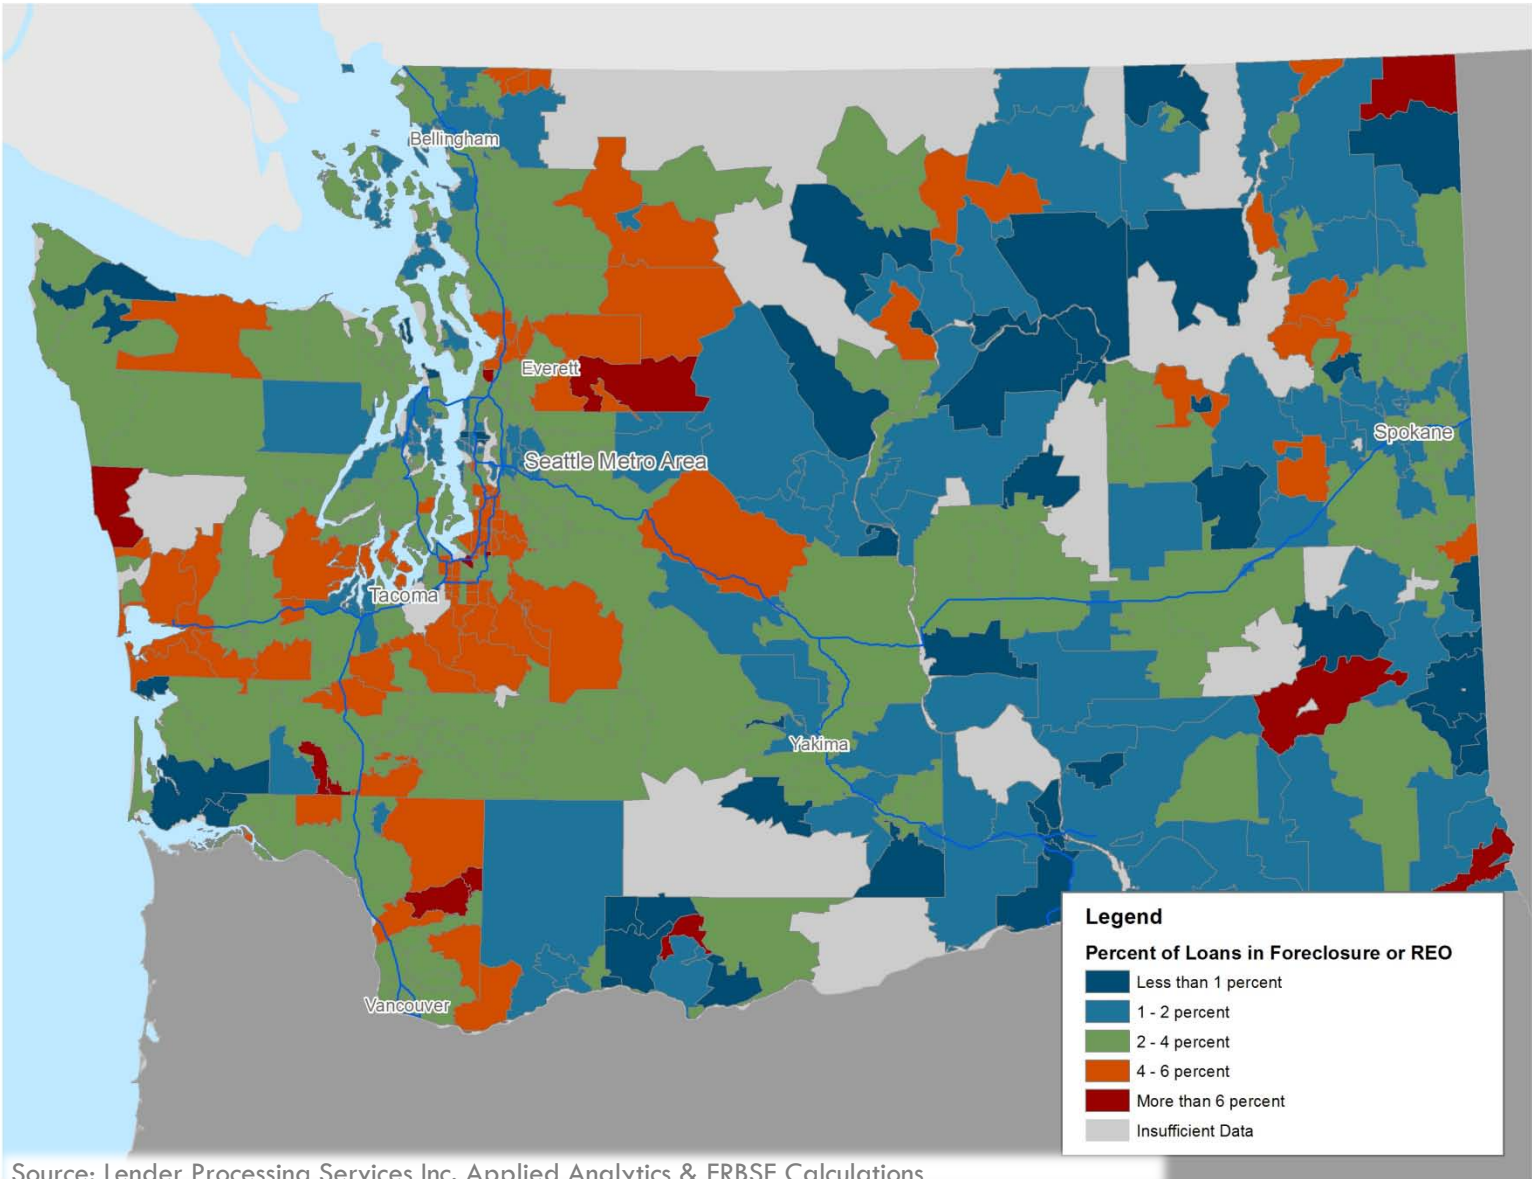 Bellingham
Everett
Seattle Metro Area
Spokane
Tacoma
Yakima
Vancouver
Legend
Percent of Loans in Foreclosure or REO
Less than 1 percent
1 - 2 percent
2 - 4 percent
4 - 6 percent
More than 6 percent
Insufficient Data
Source: Lender Processing Services Inc. Applied Analytics & FRBSF Calculations